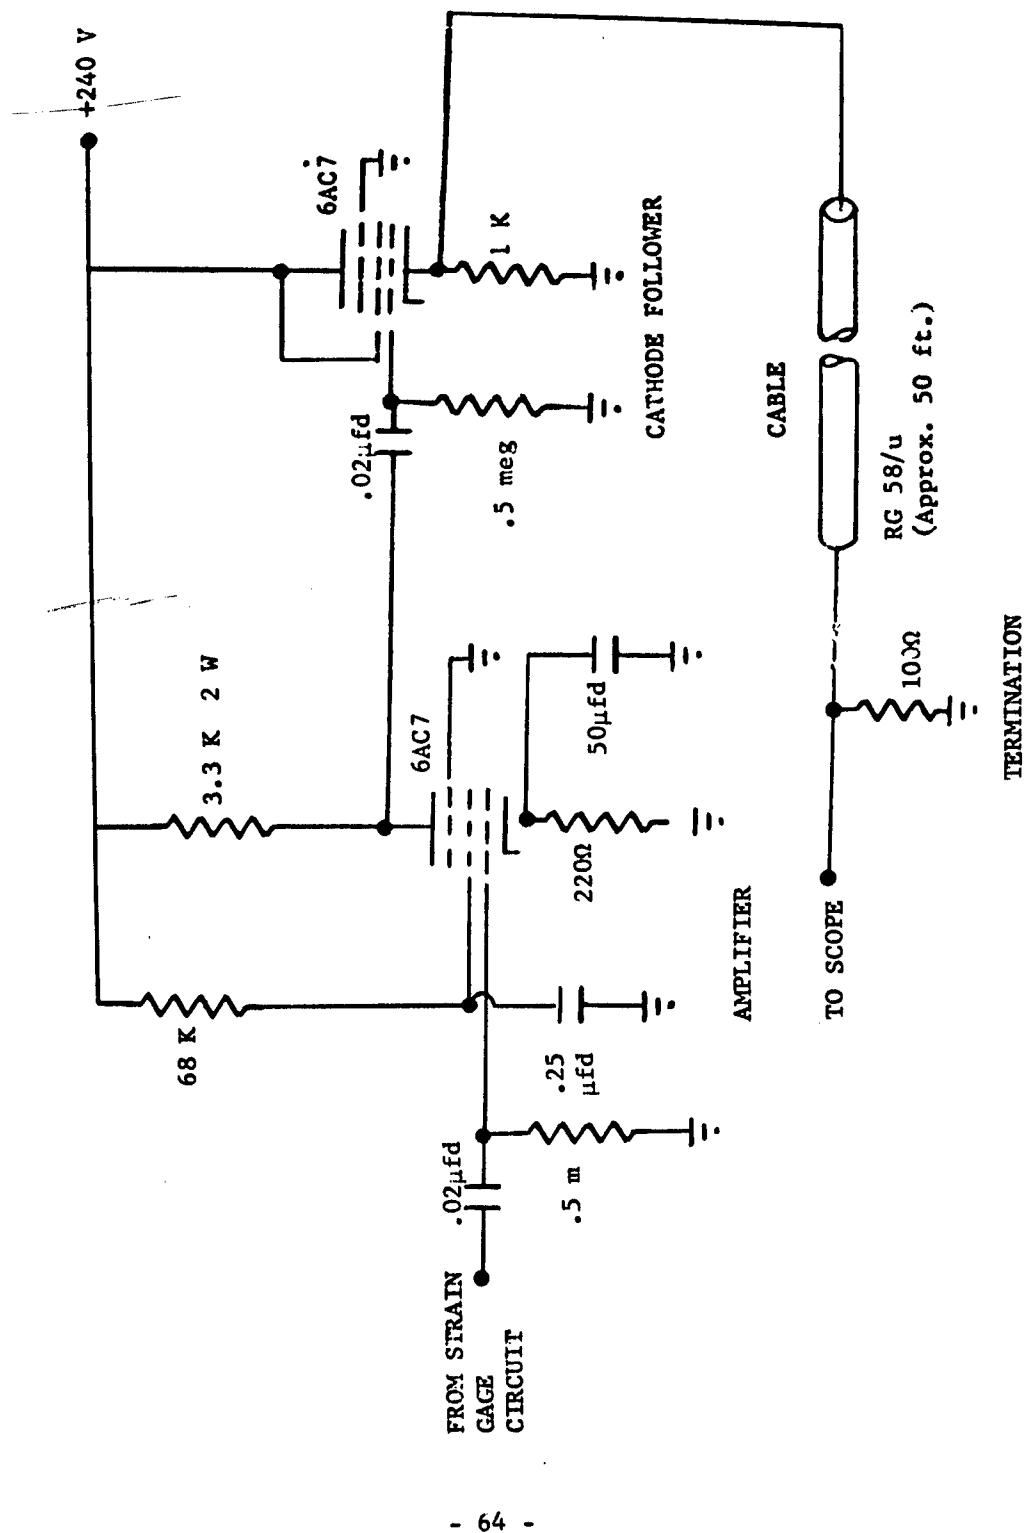 +240 V
3.3 K 2 W
68 K
6AC7
6AC7
.02µfd
.5 meg
1 K
CATHODE FOLLOWER
FROM STRAIN
GAGE
CIRCUIT
.02µfd
.5 m
.25
µfd
220Ω
50µfd
AMPLIFIER
CABLE
RG 58/u
(Approx. 50 ft.)
TO SCOPE
100Ω
TERMINATION
- 64 -